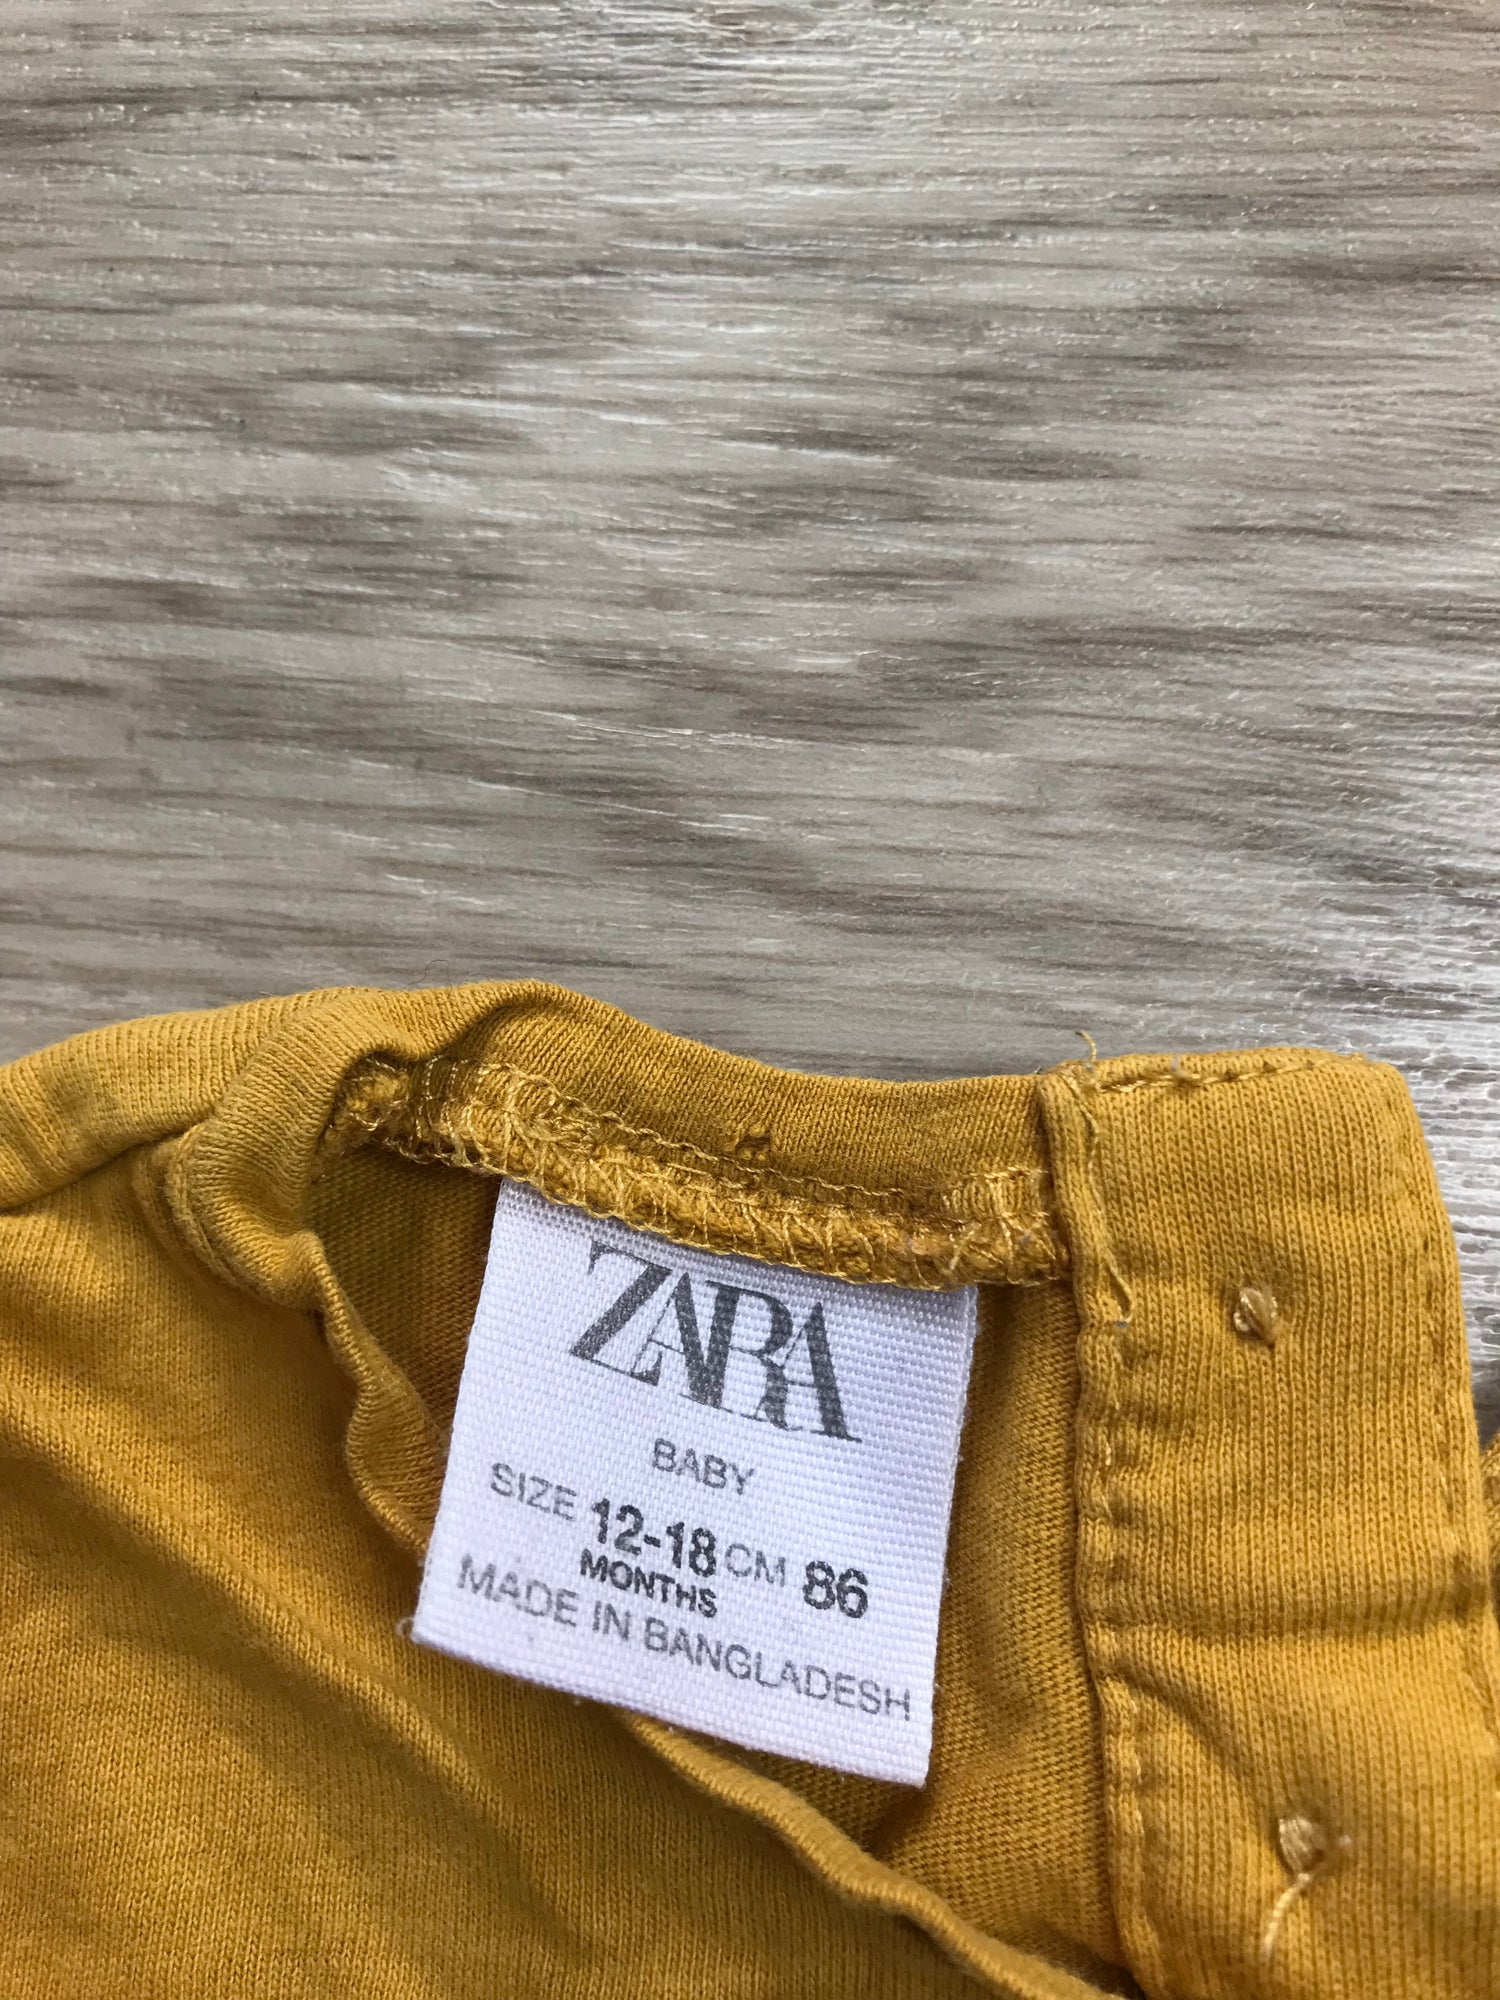 ZARA
BABY
SIZE 12-18 CM 86
MONTHS
MADE IN BANGLADESH